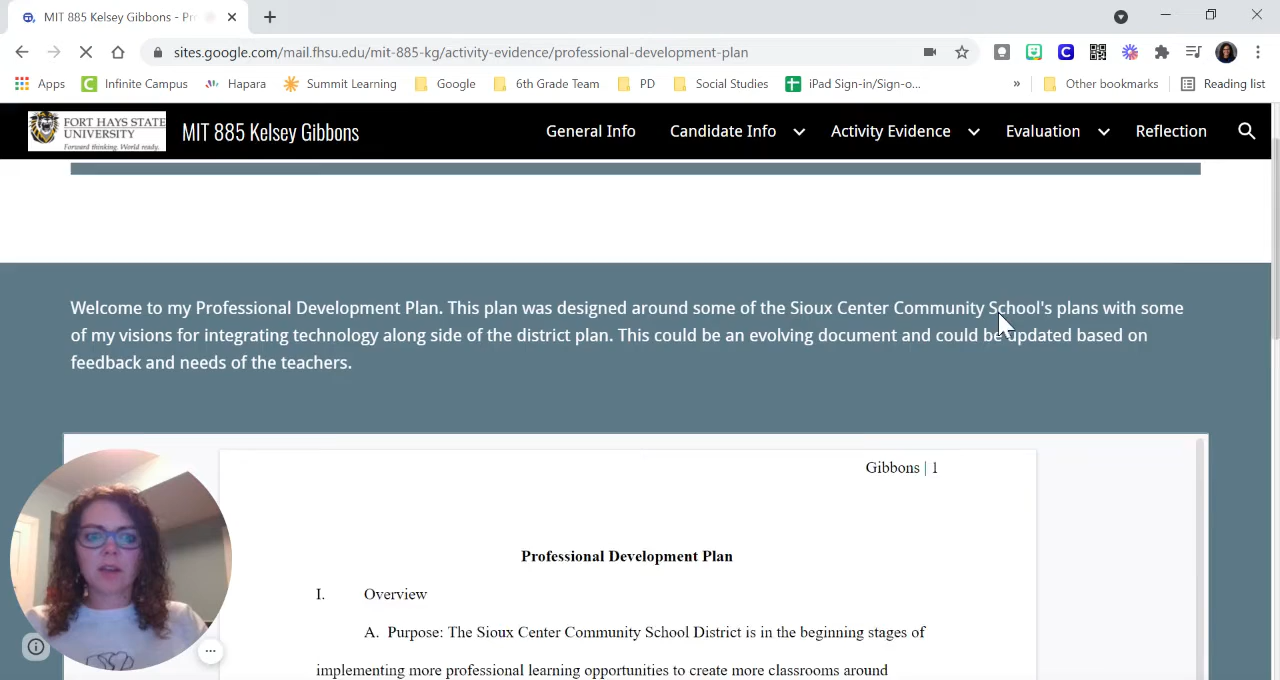 MIT 885 Kelsey Gibbons - Pr
sites.google.com/mail.fhsu.edu/mit-885-kg/activity-evidence/professional-development-plan
Apps Infinite Campus Hapara Summit Learning Google 6th Grade Team PD Social Studies iPad Sign-in/Sign-o... » Other bookmarks Reading list
FORT HAYS STATE
UNIVERSITY
Forward thinking. World ready.
MIT 885 Kelsey Gibbons General Info Candidate Info Activity Evidence Evaluation Reflection
Welcome to my Professional Development Plan. This plan was designed around some of the Sioux Center Community School's plans with some
of my visions for integrating technology along side of the district plan. This could be an evolving document and could be updated based on
feedback and needs of the teachers.
Gibbons | 1
Professional Development Plan
I. Overview
A. Purpose: The Sioux Center Community School District is in the beginning stages of
implementing more professional learning opportunities to create more classrooms around